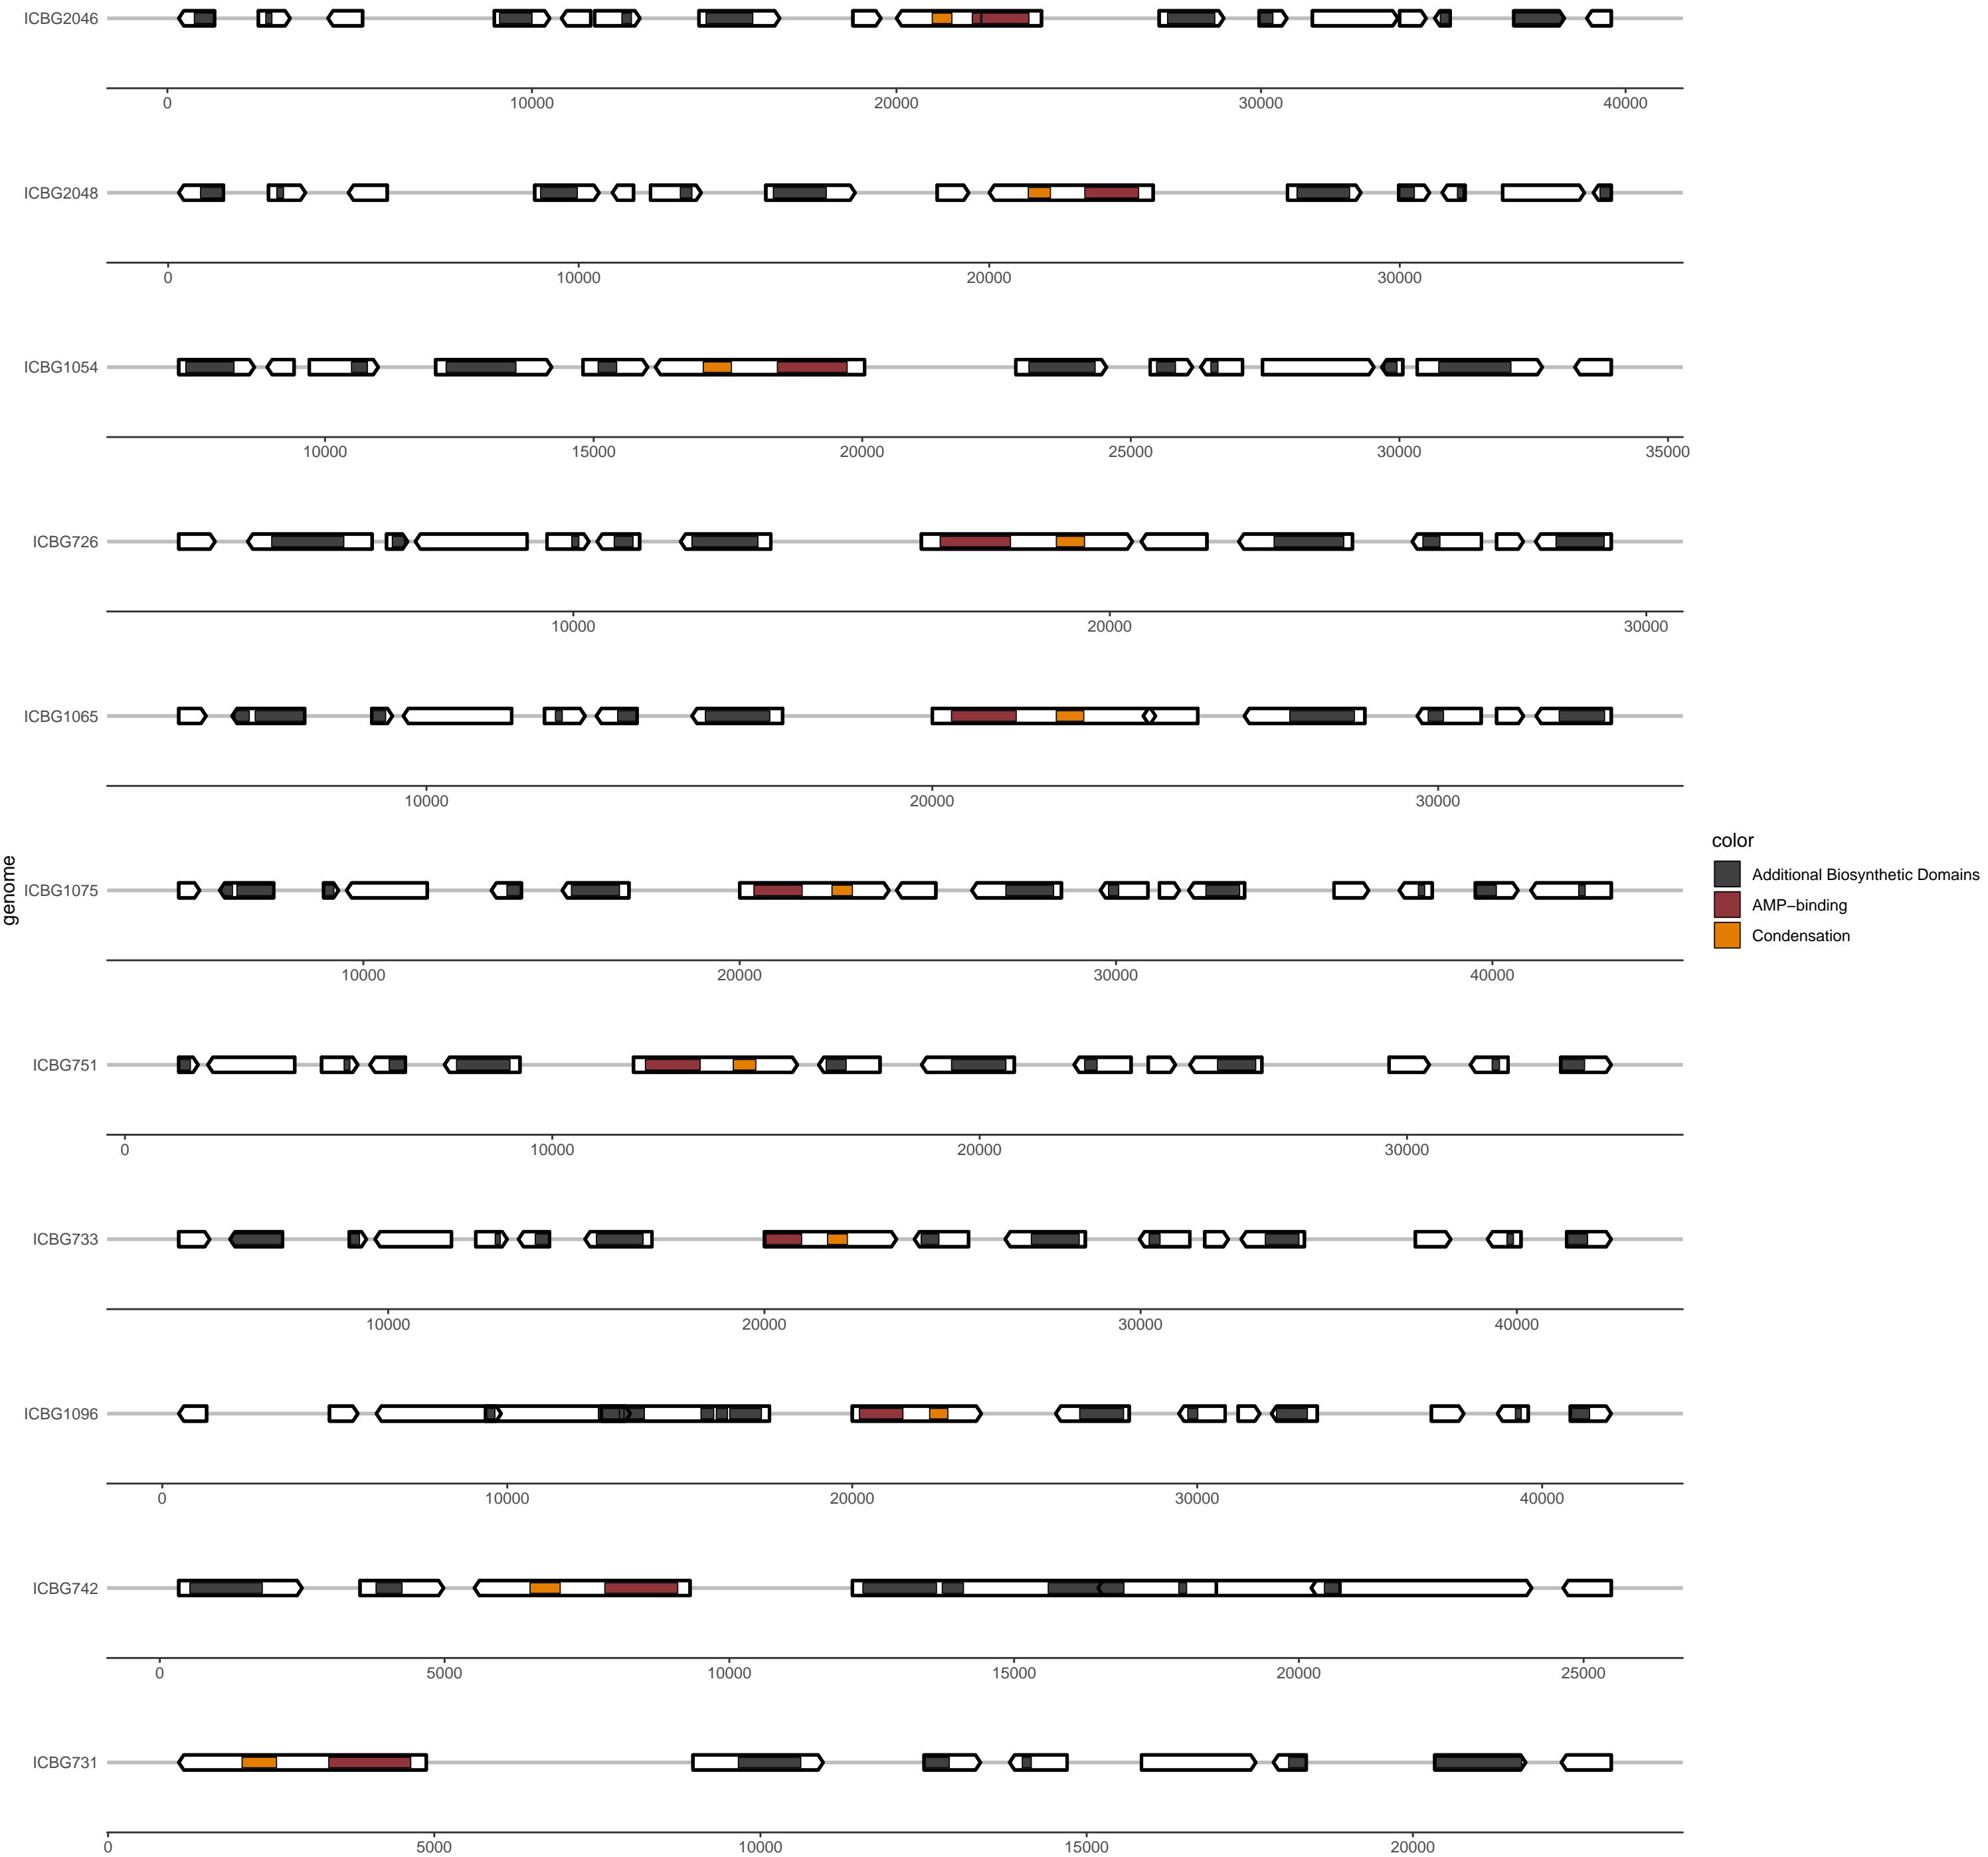 ICBG2046
0 10000 20000 30000 40000
ICBG2048
0 10000 20000 30000
ICBG1054
10000 15000 20000 25000 30000 35000
ICBG726
10000 20000 30000
ICBG1065
10000 20000 30000
genome
ICBG1075
10000 20000 30000 40000
color
Additional Biosynthetic Domains
AMP−binding
Condensation
ICBG751
0 10000 20000 30000
ICBG733
10000 20000 30000 40000
ICBG1096
0 10000 20000 30000 40000
ICBG742
0 5000 10000 15000 20000 25000
ICBG731
0 5000 10000 15000 20000